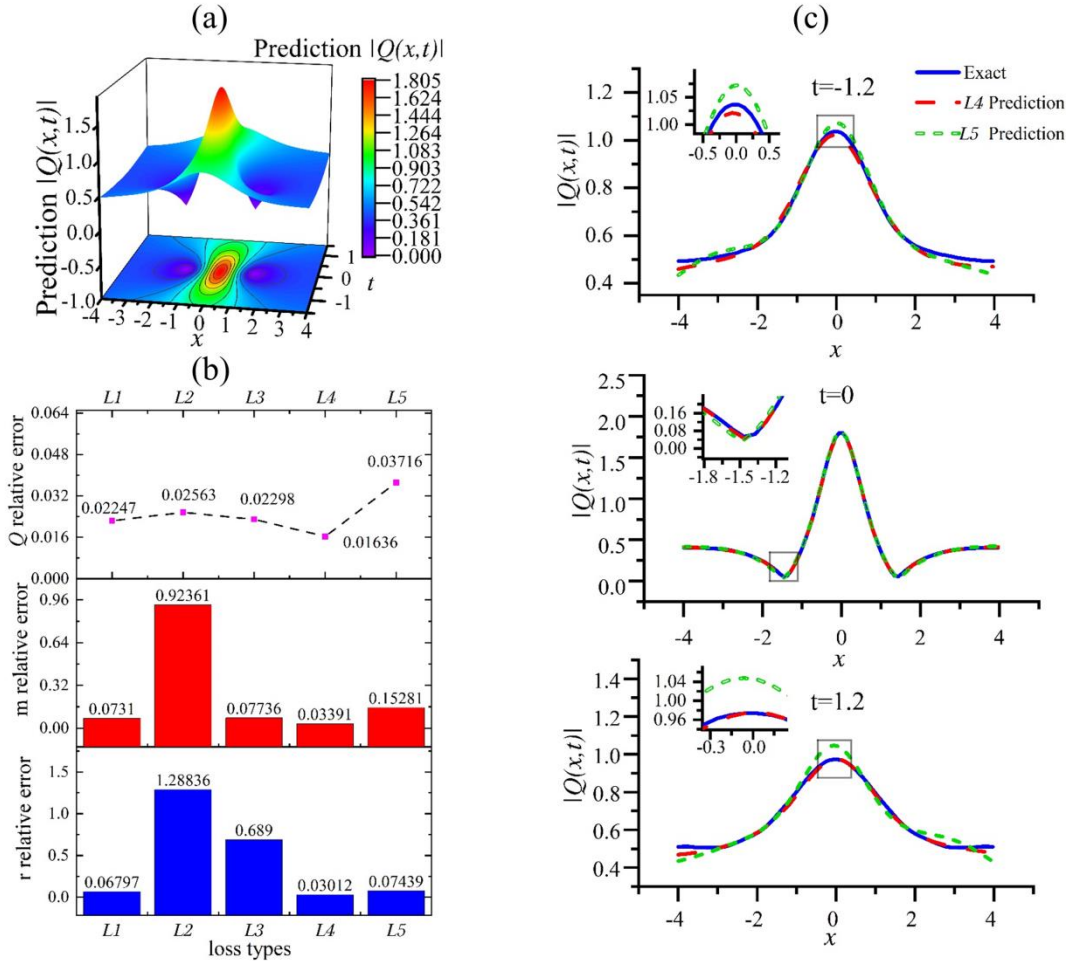 (a)
Prediction |Q(x,t)|
1.805
1.624
1.444
1.263
1.083
0.903
0.722
0.542
0.361
0.181
0.000
Prediction |Q(x,t)|
1.5
1.0
0.5
0.0
-0.5
-1.0
-4 -3 -2 -1 0 1 2 3 4
x
1
0
-1
t
(b)
L1 L2 L3 L4 L5
Q relative error
0.064
0.048
0.032
0.016
0.000
0.02247
0.02563
0.02298
0.01636
0.03716
m relative error
0.96
0.64
0.32
0.00
0.0731
0.92361
0.07736
0.03391
0.15281
r relative error
1.5
1.0
0.5
0.0
0.06797
1.28836
0.689
0.03012
0.07439
L1 L2 L3 L4 L5
loss types
(c)
Exact
L4 Prediction
L5 Prediction
t=-1.2
|Q(x,t)|
1.2
1.0
0.8
0.6
0.4
1.05
1.00
-0.5 0.0 0.5
-4 -2 0 2 4
x
t=0
|Q(x,t)|
2.5
2.0
1.5
1.0
0.5
0.0
0.16
0.08
0.00
-1.8 -1.5 -1.2
-4 -2 0 2 4
x
t=1.2
|Q(x,t)|
1.4
1.2
1.0
0.8
0.6
0.4
1.04
1.00
0.96
-0.3 0.0
-4 -2 0 2 4
x